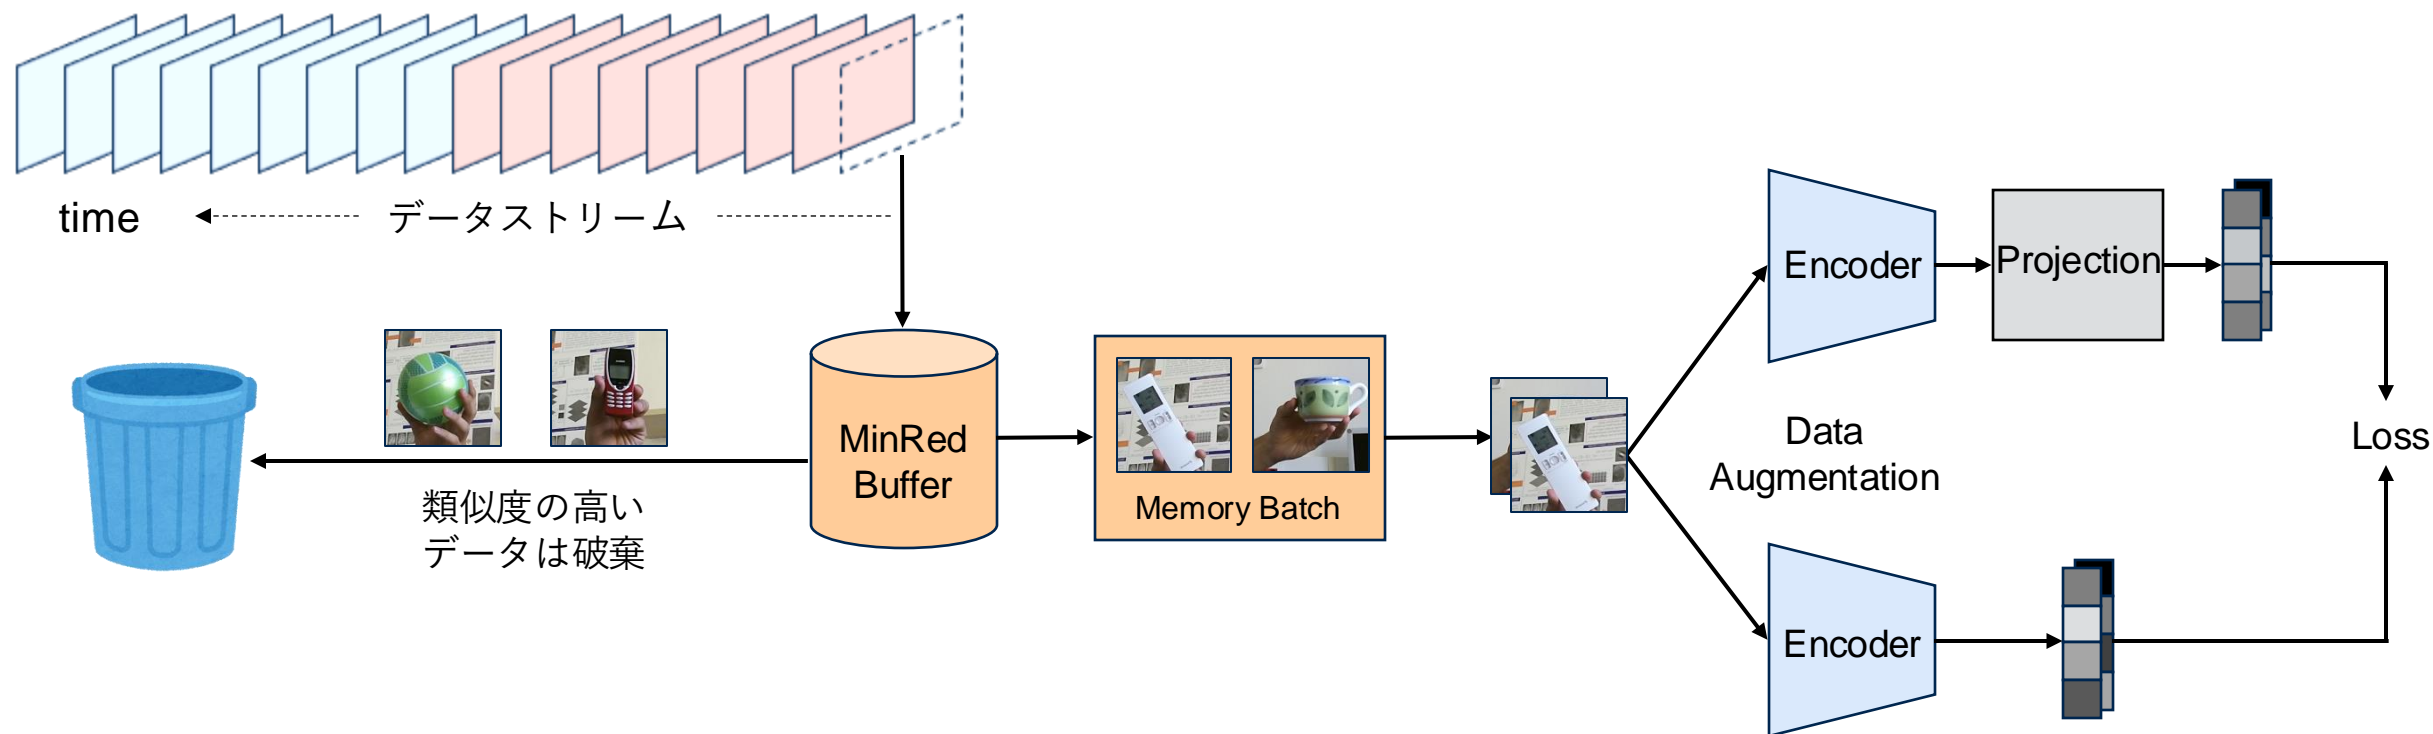 time
データストリーム
類似度の高い
データは破棄
MinRed
Buffer
Memory Batch
Data
Augmentation
Encoder
Projection
Encoder
Loss